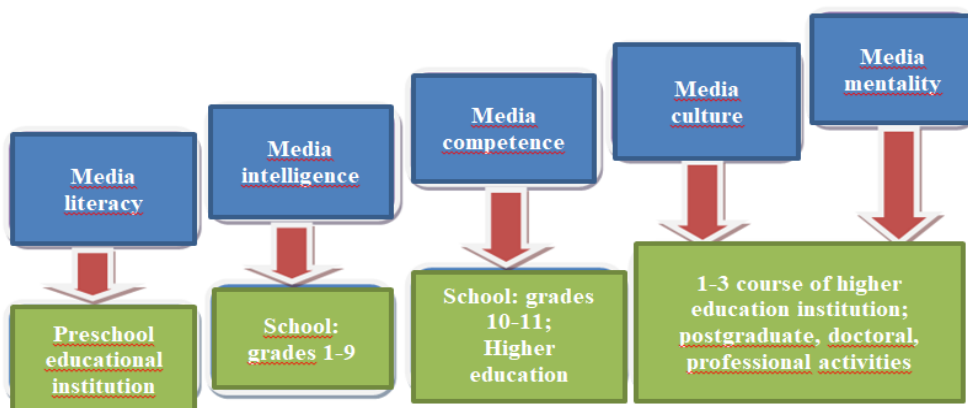 Media
literacy
Media
intelligence
Media
competence
Media
culture
Media
mentality
Preschool
educational
institution
School:
grades 1-9
School: grades
10-11;
Higher
education
1-3 course of higher
education institution;
postgraduate, doctoral,
professional activities